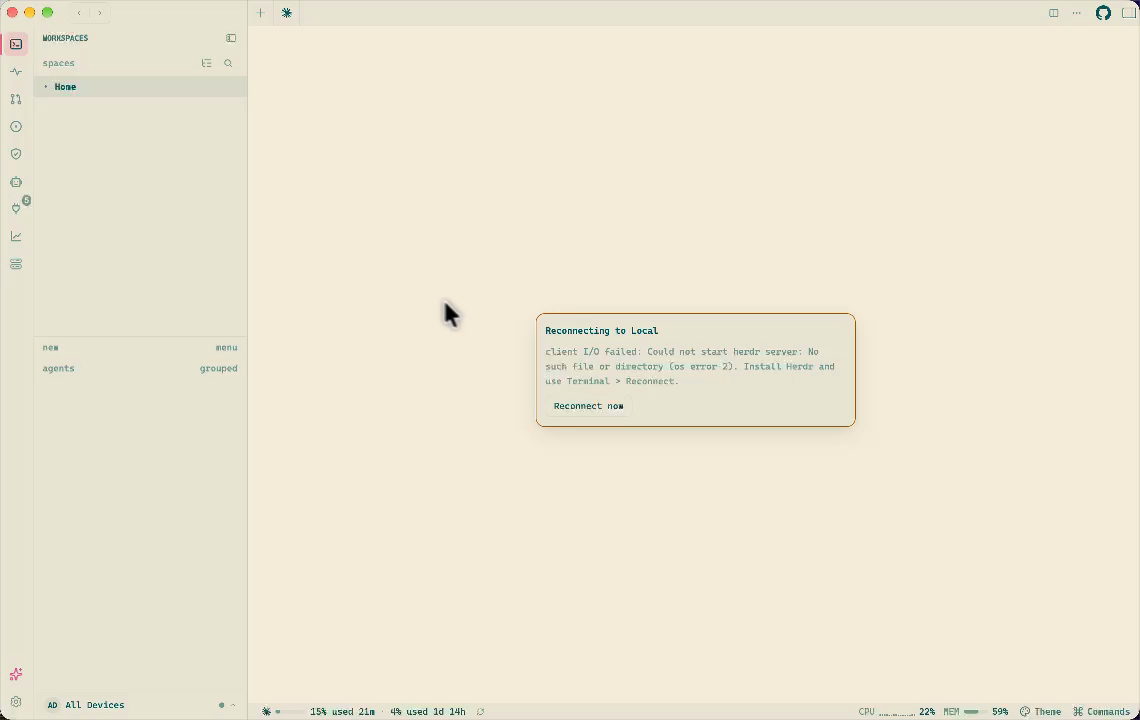 WORKSPACES
spaces
Home
5
new menu
agents grouped
Reconnecting to Local
client I/O failed: Could not start herdr server: No
such file or directory (os error 2). Install Herdr and
use Terminal > Reconnect.
Reconnect now
AD All Devices
15% used 21m · 4% used 1d 14h
CPU 22% MEM 59% Theme Commands